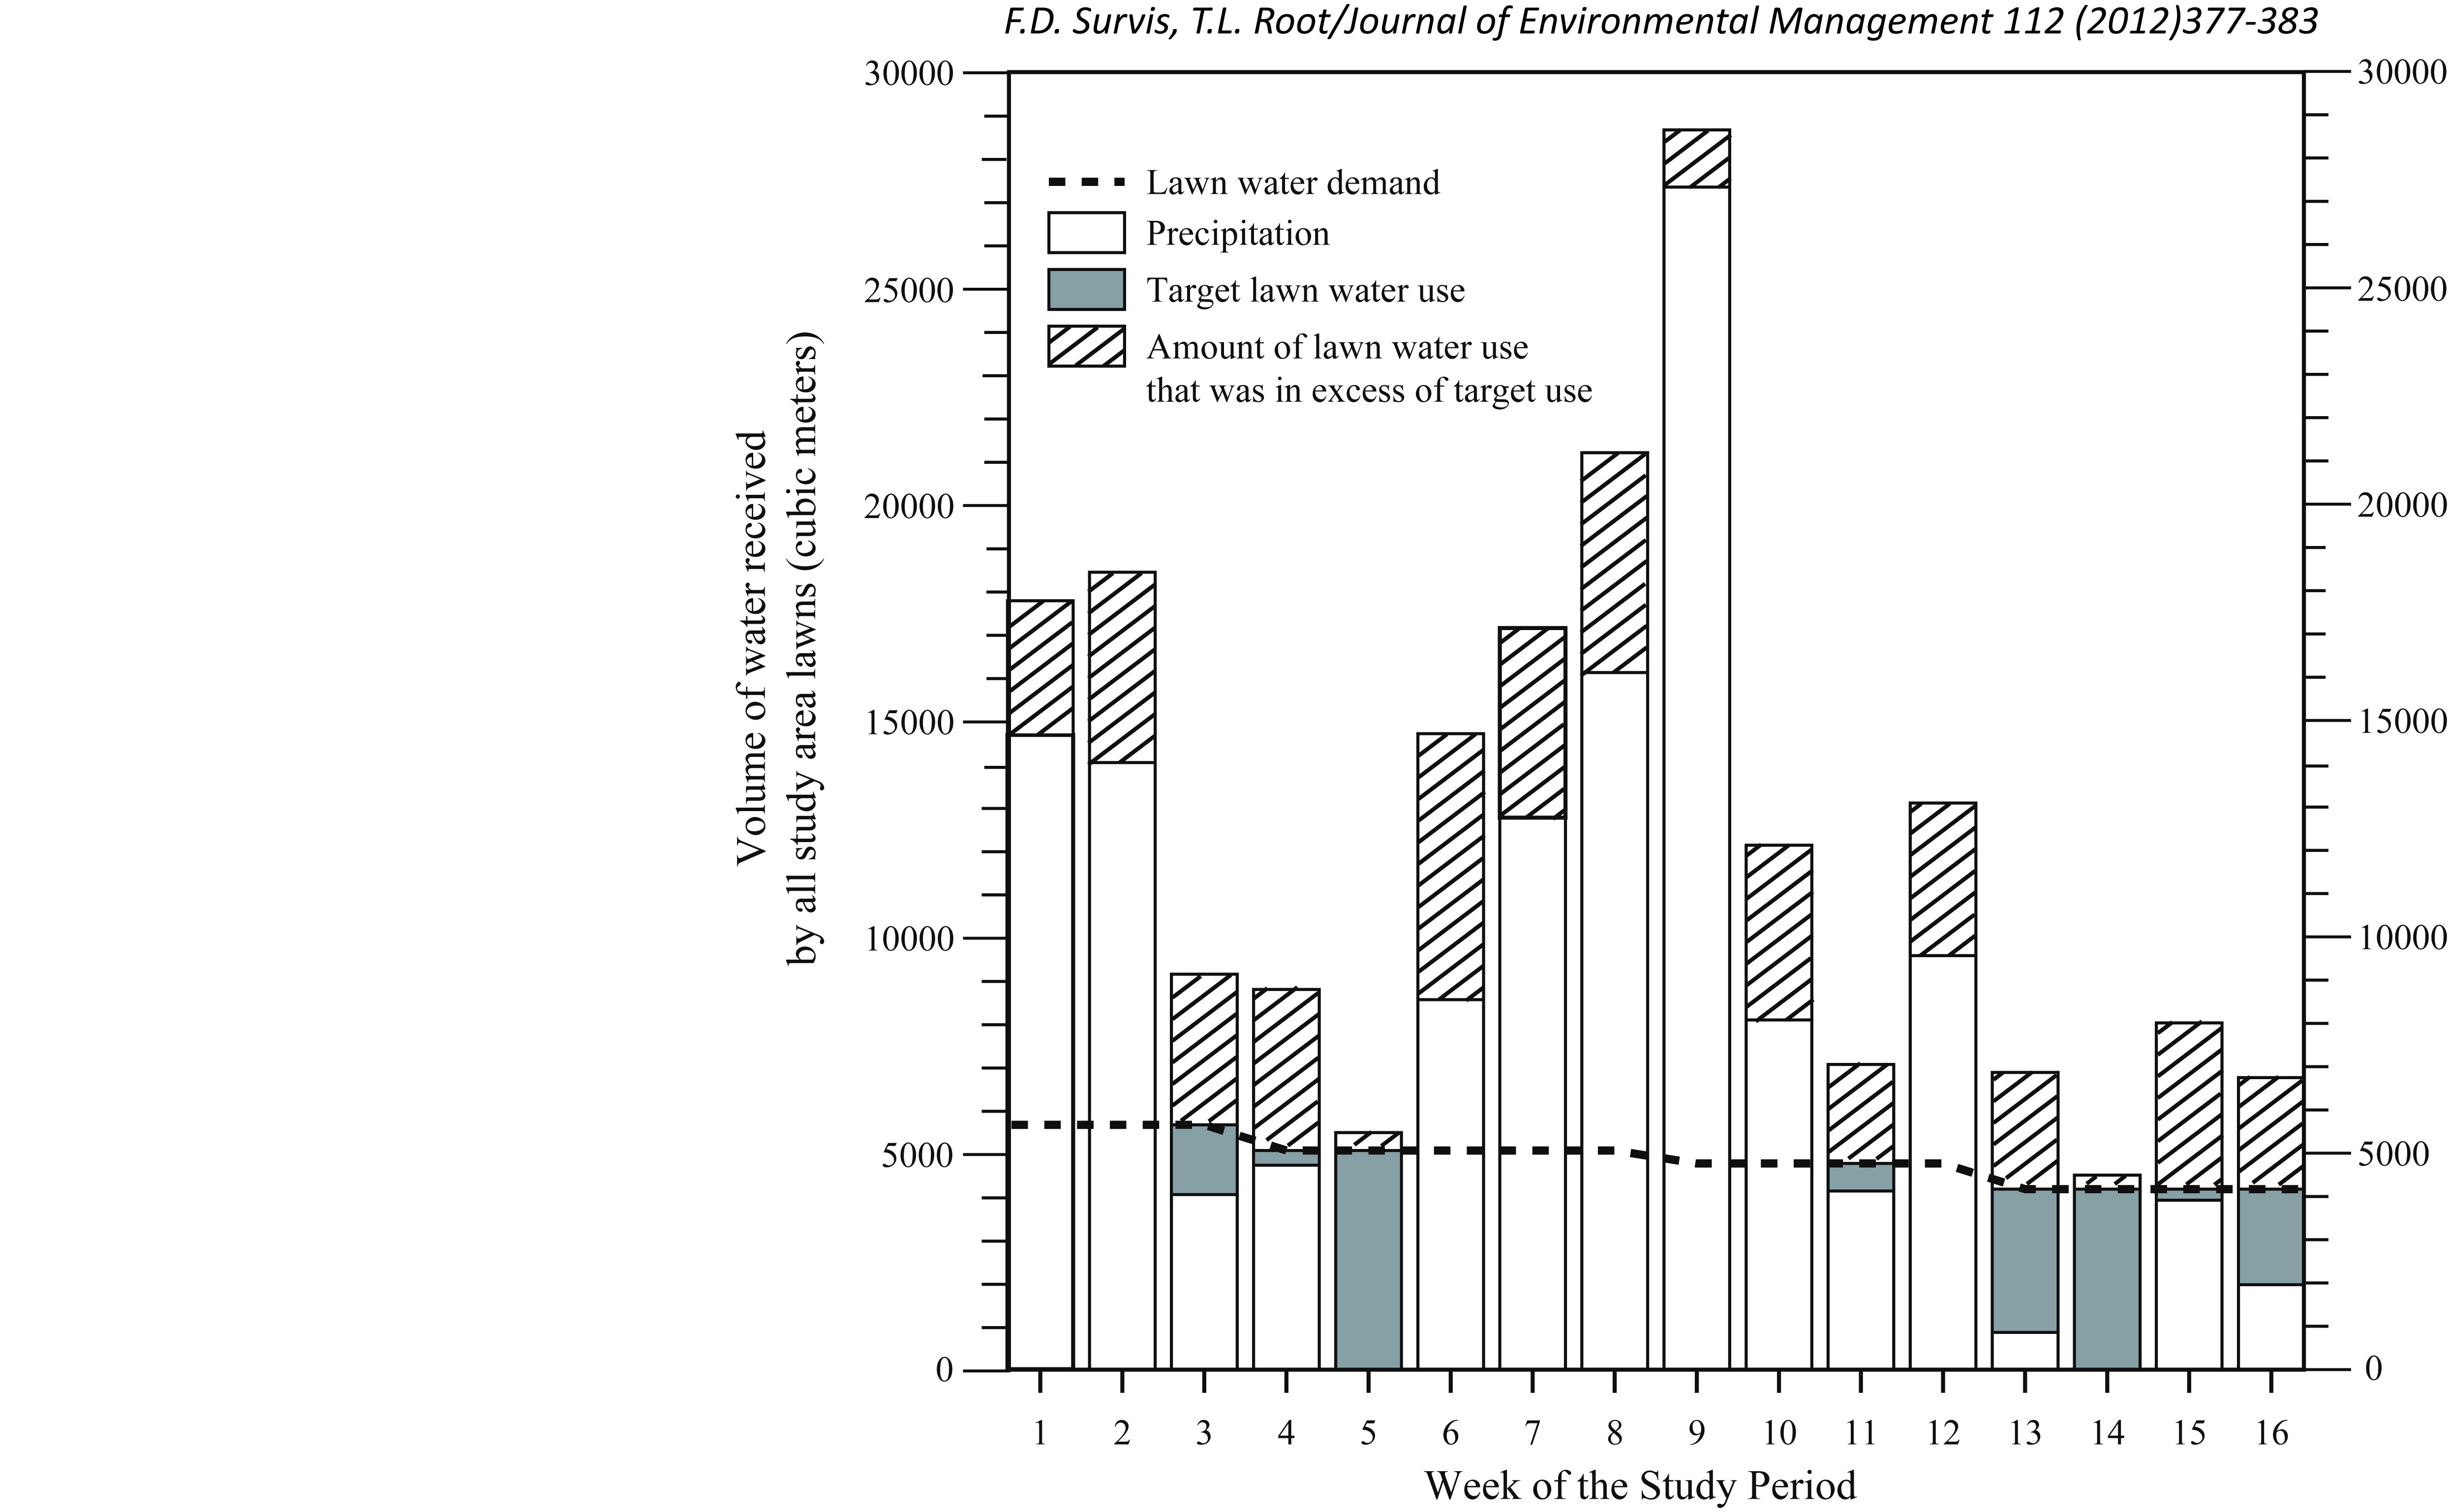 F.D. Survis, T.L. Root/Journal of Environmental Management 112 (2012)377-383
30000
25000
20000
15000
10000
5000
0
Volume of water received
by all study area lawns (cubic meters)
Lawn water demand
Precipitation
Target lawn water use
Amount of lawn water use
that was in excess of target use
30000
25000
20000
15000
10000
5000
0
1 2 3 4 5 6 7 8 9 10 11 12 13 14 15 16
Week of the Study Period